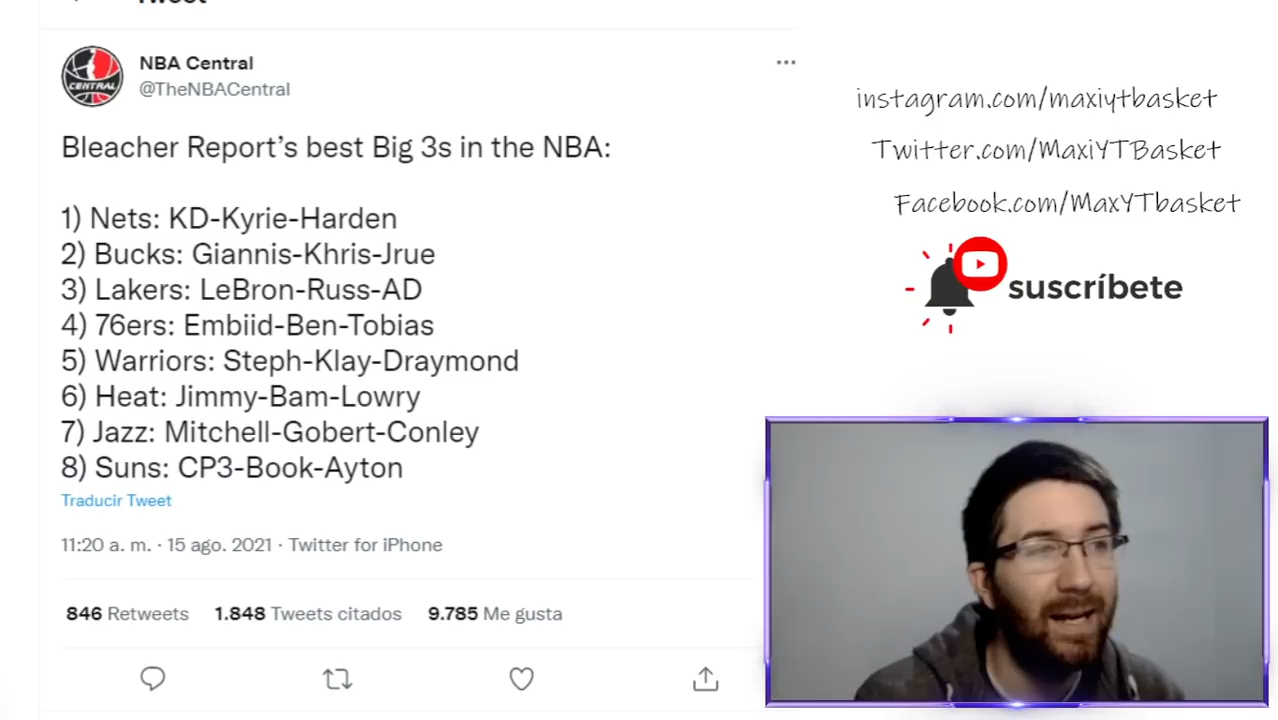 Tweet
NBA Central
@TheNBACentral
Bleacher Report’s best Big 3s in the NBA:
1) Nets: KD-Kyrie-Harden
2) Bucks: Giannis-Khris-Jrue
3) Lakers: LeBron-Russ-AD
4) 76ers: Embiid-Ben-Tobias
5) Warriors: Steph-Klay-Draymond
6) Heat: Jimmy-Bam-Lowry
7) Jazz: Mitchell-Gobert-Conley
8) Suns: CP3-Book-Ayton
Traducir Tweet
11:20 a. m. · 15 ago. 2021 · Twitter for iPhone
846 Retweets 1.848 Tweets citados 9.785 Me gusta
CENTRAL
instagram.com/maxiytbasket
Twitter.com/MaxiYTBasket
Facebook.com/MaxYTbasket
suscríbete